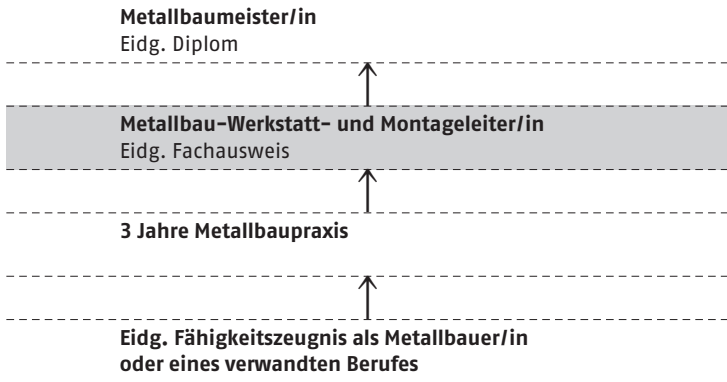 Metallbaumeister/in
Eidg. Diplom
Metallbau-Werkstatt- und Montageleiter/in
Eidg. Fachausweis
3 Jahre Metallbaupraxis
Eidg. Fähigkeitszeugnis als Metallbauer/in
oder eines verwandten Berufes